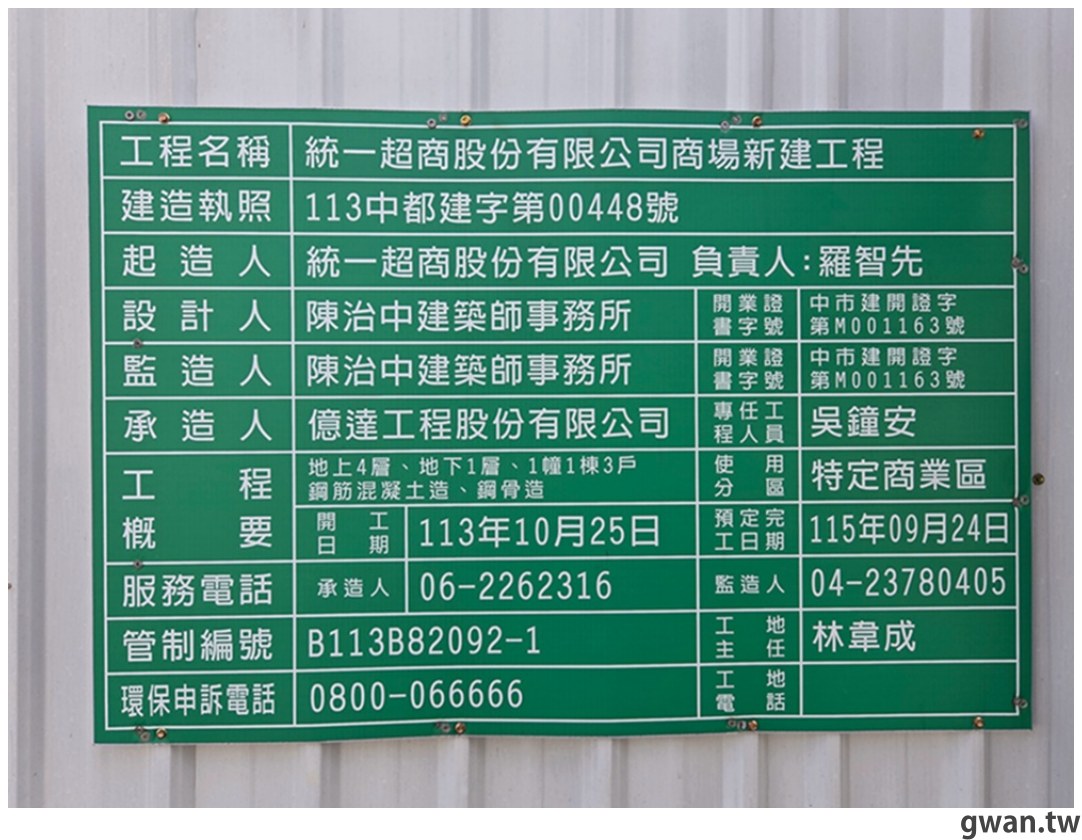 工程名稱 統一超商股份有限公司商場新建工程
建造執照 113中都建字第00448號
起造人 統一超商股份有限公司 負責人:羅智先
設計人 陳治中建築師事務所 開業證書字號 中市建開證字第M001163號
監造人 陳治中建築師事務所 開業證書字號 中市建開證字第M001163號
承造人 億達工程股份有限公司 專任工程人員 吳鐘安
工程概要 地上4層、地下1層、1幢1棟3戶
鋼筋混凝土造、鋼骨造 使用分區 特定商業區
開工日期 113年10月25日 預定完工日期 115年09月24日
服務電話 承造人 06-2262316 監造人 04-23780405
管制編號 B113B82092-1 工地主任 林韋成
環保申訴電話 0800-066666 工地電話
gwan.tw